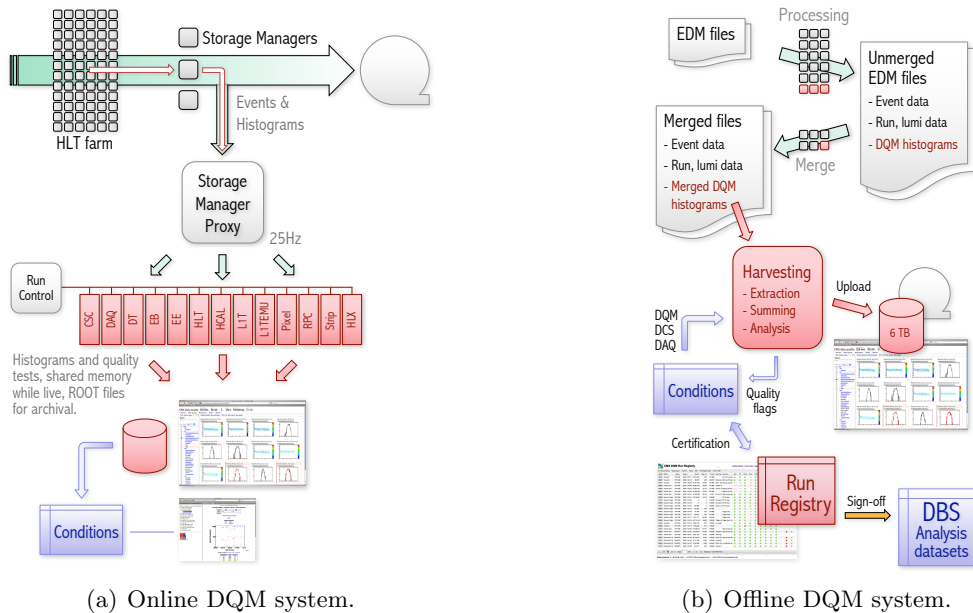 Storage Managers
Events &
Histograms
HLT farm
Storage
Manager
Proxy
25Hz
Run
Control
CSC
DAQ
DT
EB
EE
HLT
HCAL
L1T
L1TEMU
Pixel
RPC
Strip
HLX
Histograms and quality
tests, shared memory
while live, ROOT files
for archival.
Conditions
(a) Online DQM system.
EDM files
Processing
Unmerged
EDM files
- Event data
- Run, lumi data
- DQM histograms
Merged files
- Event data
- Run, lumi data
- Merged DQM
histograms
Merge
Harvesting
- Extraction
- Summing
- Analysis
Upload
6 TB
DQM
DCS
DAQ
Conditions
Quality
flags
Certification
Run
Registry
Sign-off
DBS
Analysis
datasets
(b) Offline DQM system.